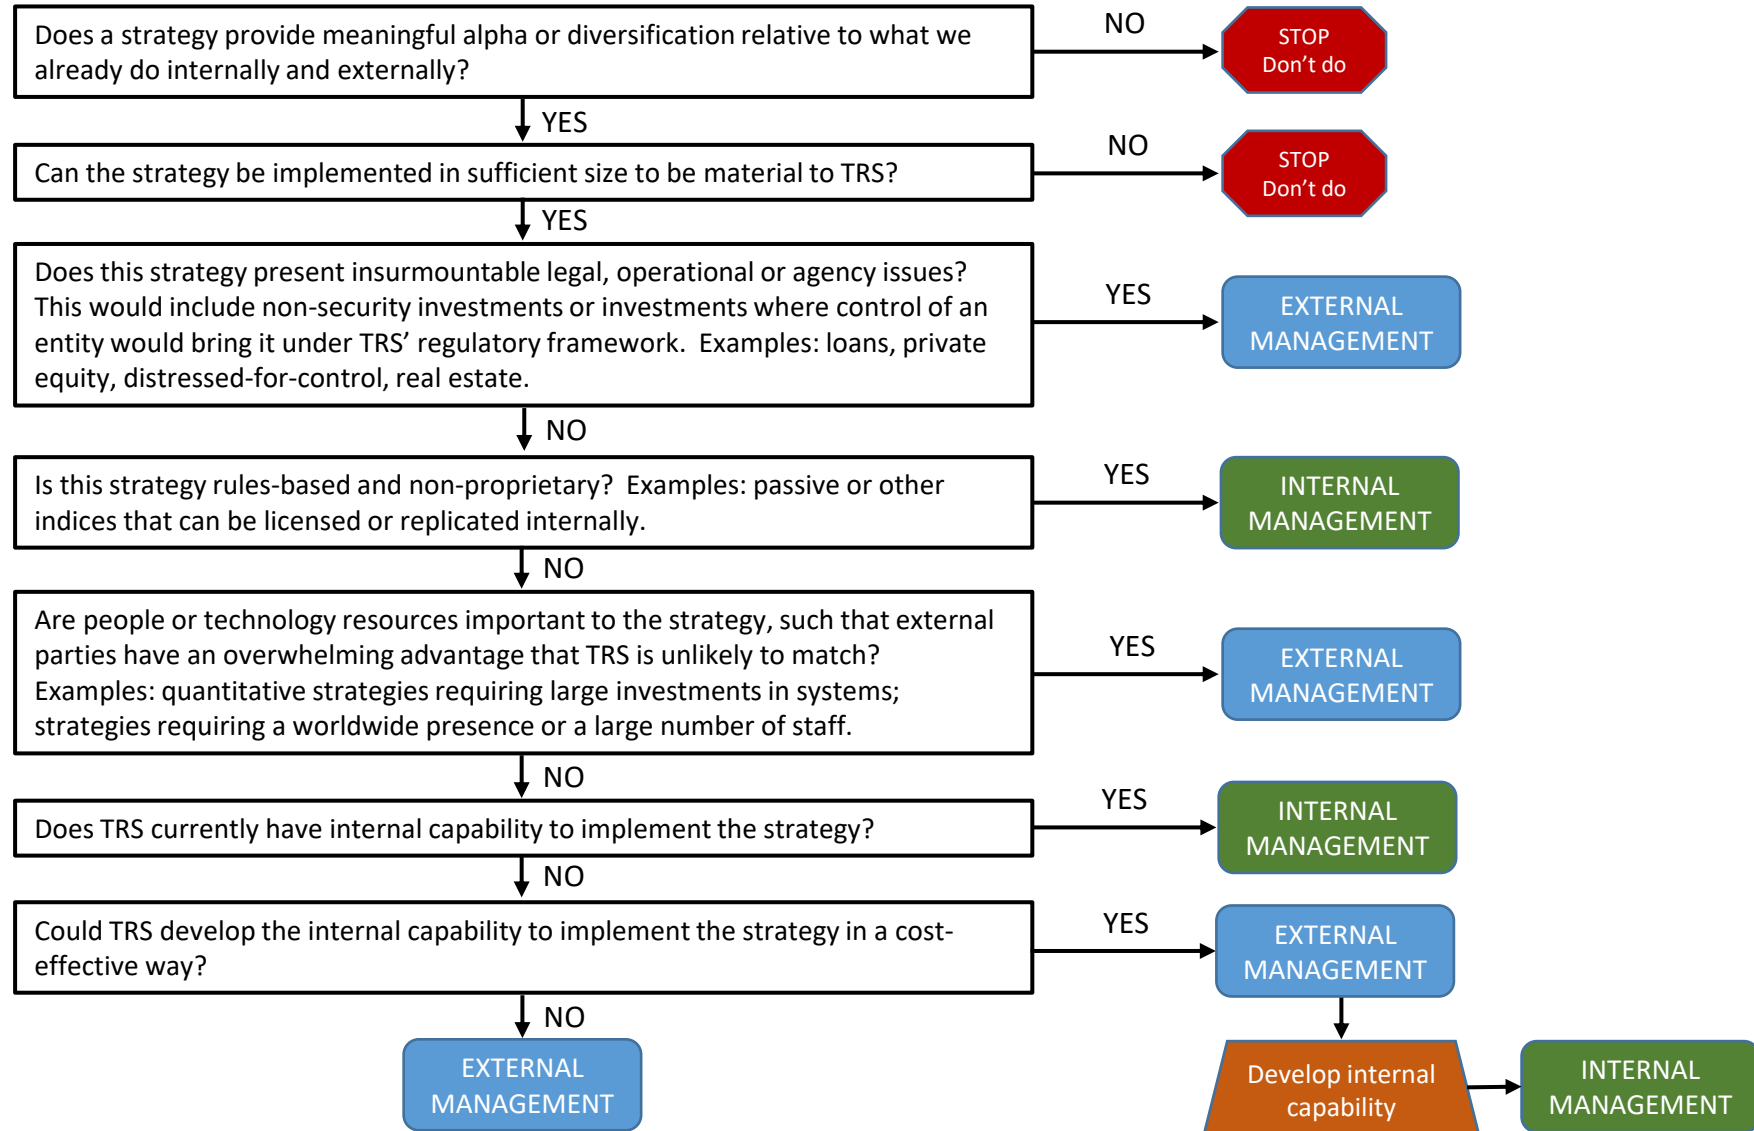 Does a strategy provide meaningful alpha or diversification relative to what we
already do internally and externally?
NO
STOP
Don't do
YES
Can the strategy be implemented in sufficient size to be material to TRS?
NO
STOP
Don't do
YES
Does this strategy present insurmountable legal, operational or agency issues?
This would include non-security investments or investments where control of an
entity would bring it under TRS' regulatory framework.  Examples: loans, private
equity, distressed-for-control, real estate.
YES
EXTERNAL
MANAGEMENT
NO
Is this strategy rules-based and non-proprietary?  Examples: passive or other
indices that can be licensed or replicated internally.
YES
INTERNAL
MANAGEMENT
NO
Are people or technology resources important to the strategy, such that external
parties have an overwhelming advantage that TRS is unlikely to match?
Examples: quantitative strategies requiring large investments in systems;
strategies requiring a worldwide presence or a large number of staff.
YES
EXTERNAL
MANAGEMENT
NO
Does TRS currently have internal capability to implement the strategy?
YES
INTERNAL
MANAGEMENT
NO
Could TRS develop the internal capability to implement the strategy in a cost-
effective way?
YES
EXTERNAL
MANAGEMENT
NO
EXTERNAL
MANAGEMENT
Develop internal
capability
INTERNAL
MANAGEMENT